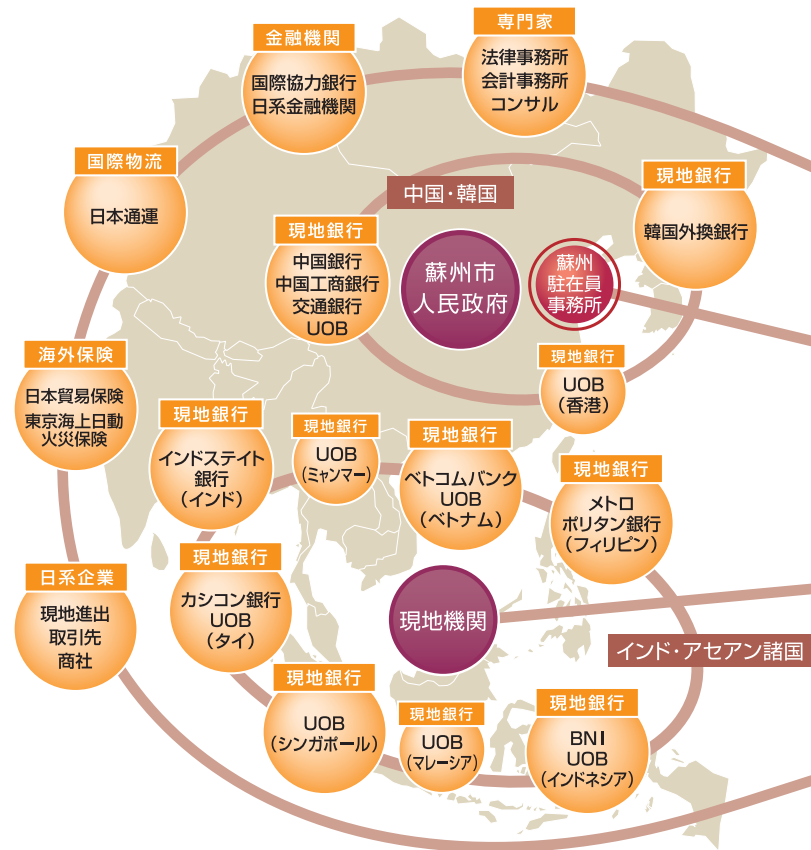 専門家
法律事務所
会計事務所
コンサル
金融機関
国際協力銀行
日系金融機関
国際物流
日本通運
中国・韓国
現地銀行
韓国外換銀行
現地銀行
中国銀行
中国工商銀行
交通銀行
UOB
蘇州市
人民政府
蘇州
駐在員
事務所
海外保険
日本貿易保険
東京海上日動
火災保険
現地銀行
UOB
(香港)
現地銀行
インドステイト
銀行
(インド)
現地銀行
UOB
(ミャンマー)
現地銀行
ベトコムバンク
UOB
(ベトナム)
現地銀行
メトロ
ポリタン銀行
(フィリピン)
日系企業
現地進出
取引先
商社
現地銀行
カシコン銀行
UOB
(タイ)
現地機関
インド・アセアン諸国
現地銀行
UOB
(シンガポール)
現地銀行
UOB
(マレーシア)
現地銀行
BNI
UOB
(インドネシア)